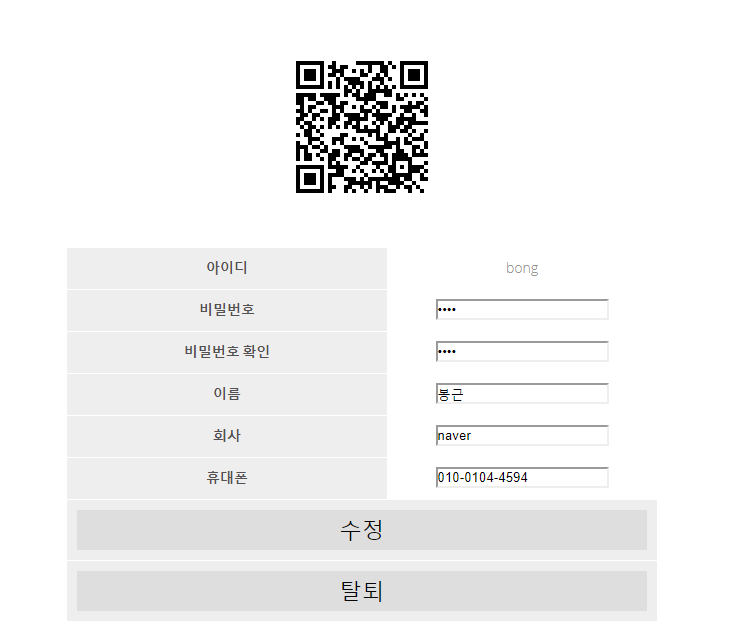 아이디 bong
비밀번호 ••••
비밀번호 확인 ••••
이름 봉근
회사 naver
휴대폰 010-0104-4594
수정
탈퇴